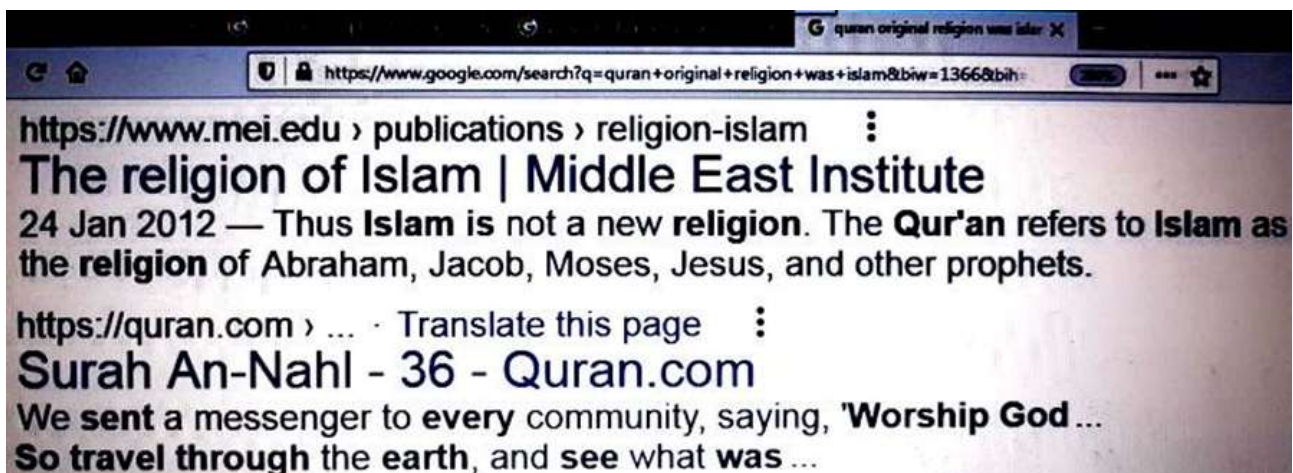 G quran original religion was islar X
https://www.google.com/search?q=quran+original+religion+was+islam&biw=1366&bih=
https://www.mei.edu › publications › religion-islam
The religion of Islam | Middle East Institute
24 Jan 2012 — Thus Islam is not a new religion. The Qur'an refers to Islam as
the religion of Abraham, Jacob, Moses, Jesus, and other prophets.
https://quran.com › ... · Translate this page
Surah An-Nahl - 36 - Quran.com
We sent a messenger to every community, saying, 'Worship God ...
So travel through the earth, and see what was ...